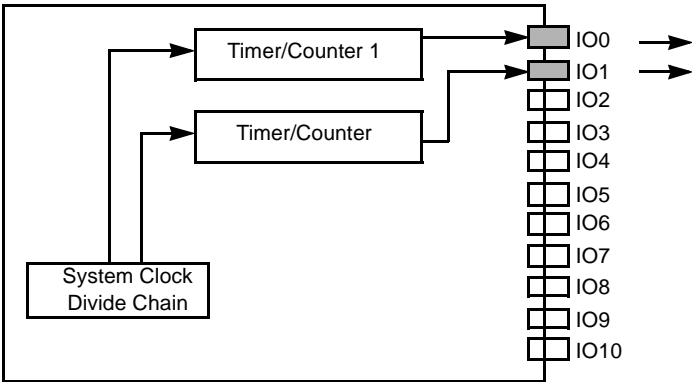 Timer/Counter 1
Timer/Counter
System Clock
Divide Chain
IO0
IO1
IO2
IO3
IO4
IO5
IO6
IO7
IO8
IO9
IO10